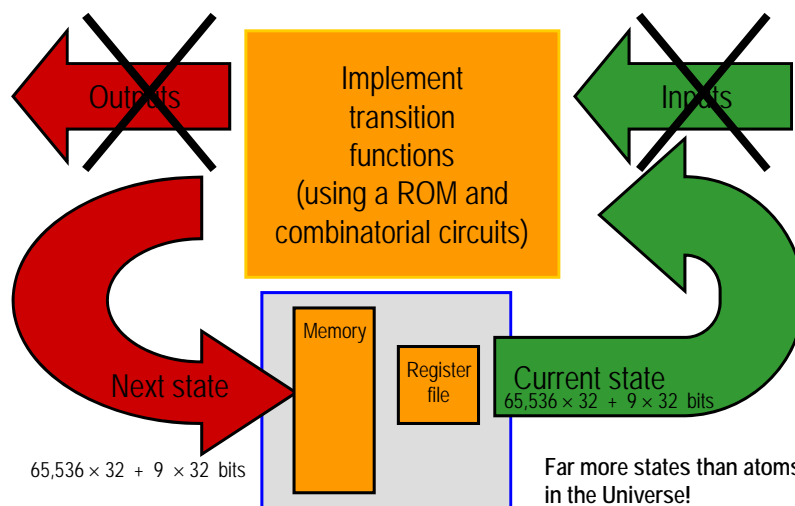 Outputs
Implement
transition
functions
(using a ROM and
combinatorial circuits)
Inputs
Memory
Register
file
Next state
Current state
65,536 × 32 + 9 × 32 bits
65,536 × 32 + 9 × 32 bits
Far more states than atoms
in the Universe!